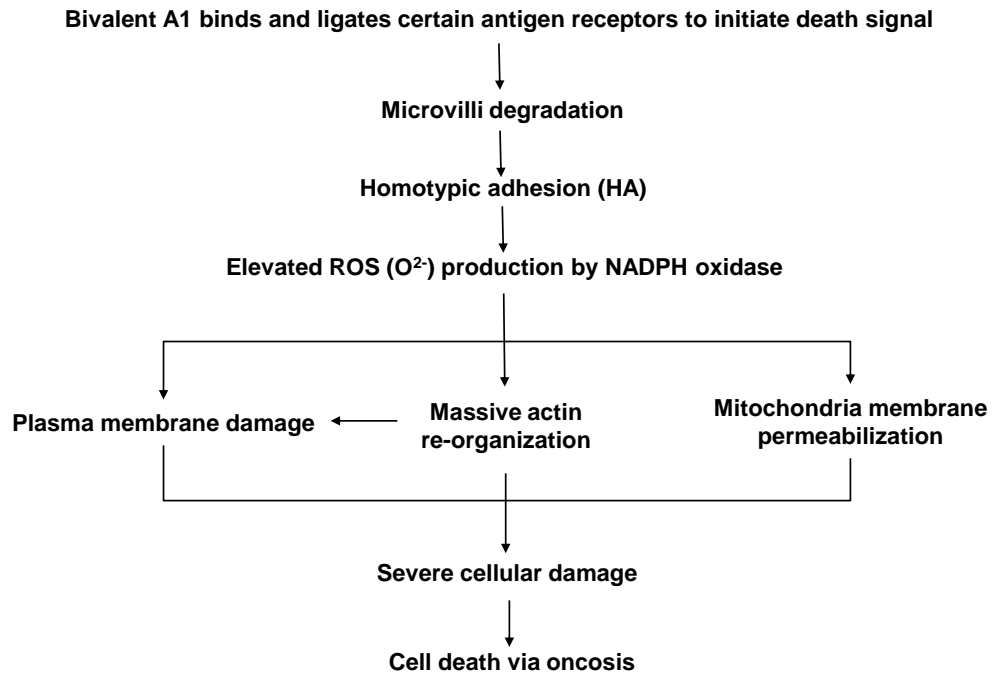 Bivalent A1 binds and ligates certain antigen receptors to initiate death signal
Microvilli degradation
Homotypic adhesion (HA)
Elevated ROS (O²⁻) production by NADPH oxidase
Plasma membrane damage
Massive actin
re-organization
Mitochondria membrane
permeabilization
Severe cellular damage
Cell death via oncosis